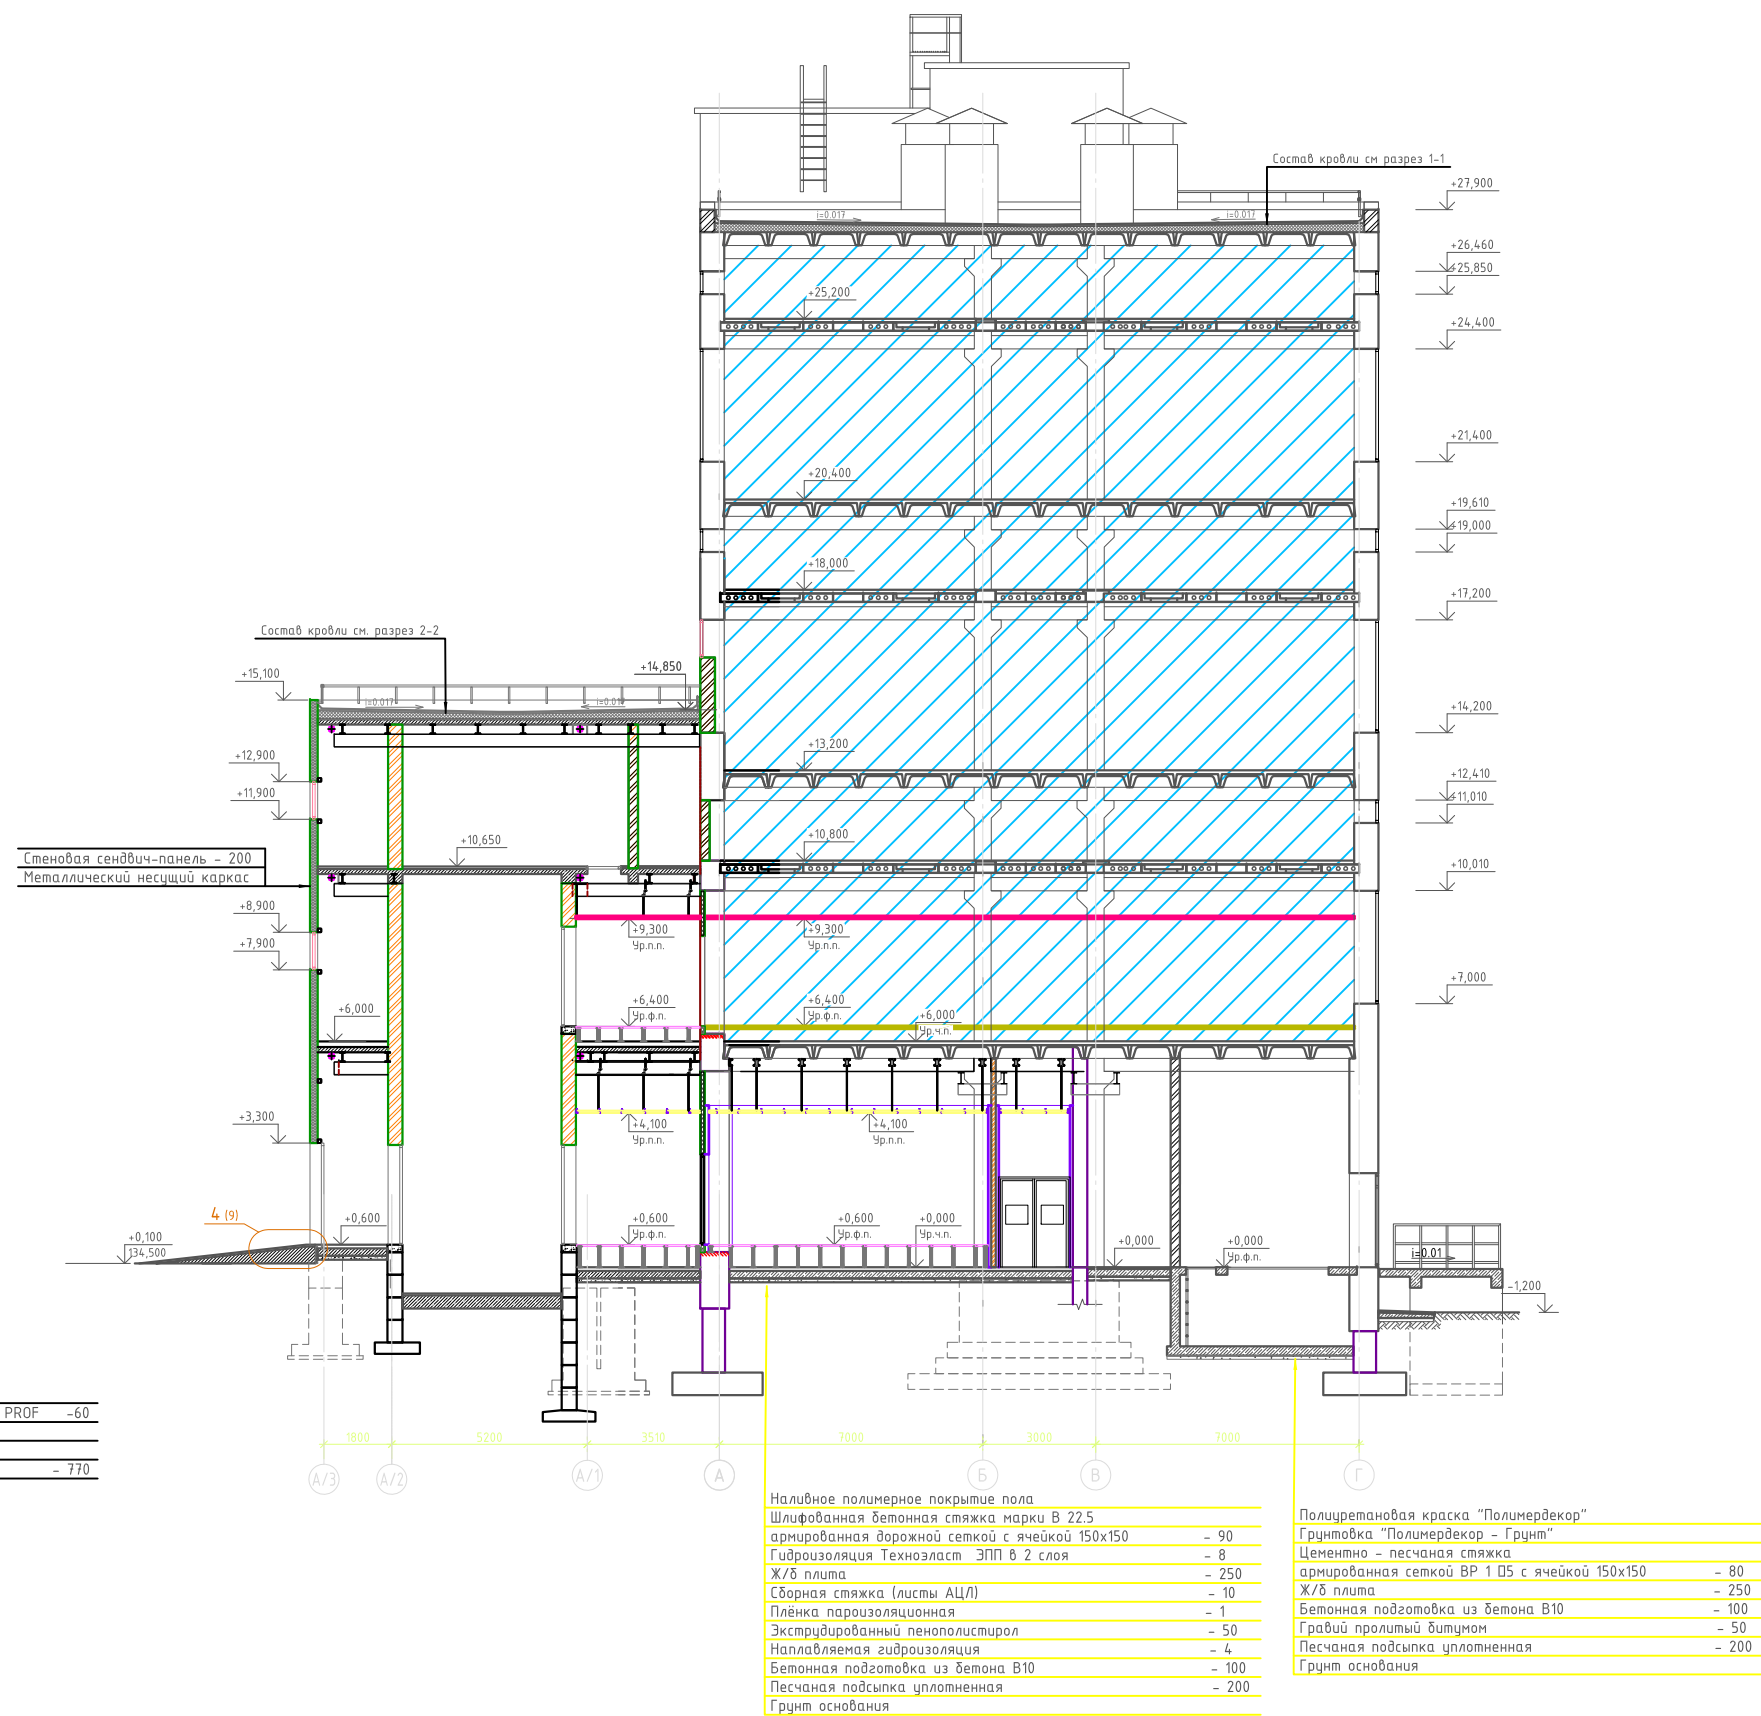 Состав кровли см разрез 1-1
+27,900
i=0.017
i=0.017
+26,460
+25,850
+25,200
+24,400
+21,400
+20,400
+19,610
+19,000
+18,000
+17,200
Состав кровли см. разрез 2-2
+14,850
+15,100
i=0.017
i=0.017
+14,200
+13,200
+12,900
+12,410
+11,900
+11,010
+10,800
+10,650
Стеновая сендвич-панель - 200
Металлический несущий каркас
+10,010
+8,900
+9,300
Ур.п.п.
+9,300
Ур.п.п.
+7,900
+7,000
+6,000
+6,400
Ур.ф.п.
+6,400
Ур.ф.п.
+6,000
Ур.ч.п.
+3,300
+4,100
Ур.п.п.
+4,100
Ур.п.п.
4 (9)
+0,100
134,500
+0,600
+0,600
Ур.ф.п.
+0,600
Ур.ф.п.
+0,000
Ур.ч.п.
+0,000
+0,000
Ур.ф.п.
i=0.01
-1,200
PROF -60
- 770
1800
5200
3510
7000
3000
7000
А/3
А/2
А/1
А
Б
В
Г
Наливное полимерное покрытие пола
Шлифованная бетонная стяжка марки В 22.5
армированная дорожной сеткой с ячейкой 150х150 - 90
Гидроизоляция Техноэласт ЭПП в 2 слоя - 8
Ж/б плита - 250
Сборная стяжка (листы АЦЛ) - 10
Плёнка пароизоляционная - 1
Экструдированный пенополистирол - 50
Наплавляемая гидроизоляция - 4
Бетонная подготовка из бетона В10 - 100
Песчаная подсыпка уплотненная - 200
Грунт основания
Полиуретановая краска "Полимердекор"
Грунтовка "Полимердекор - Грунт"
Цементно - песчаная стяжка
армированная сеткой ВР 1 □5 с ячейкой 150х150 - 80
Ж/б плита - 250
Бетонная подготовка из бетона В10 - 100
Гравий пролитый битумом - 50
Песчаная подсыпка уплотненная - 200
Грунт основания